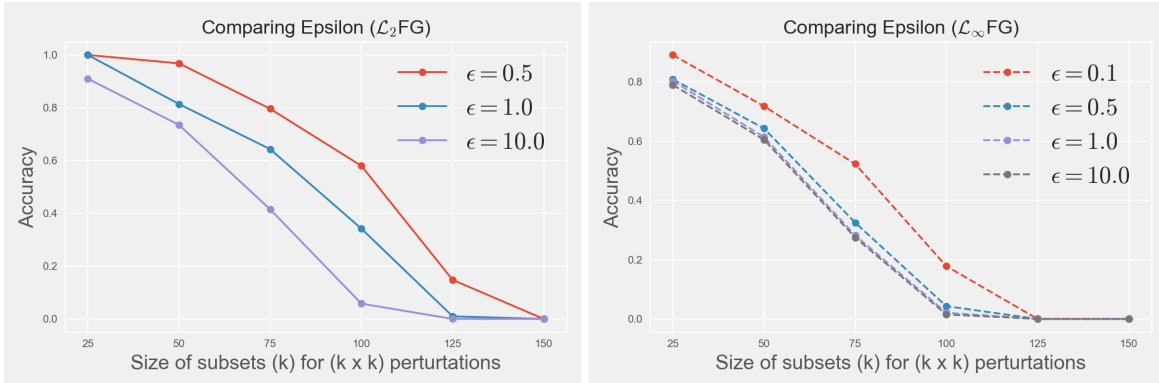 Comparing Epsilon (ℒ₂FG)
1.0
0.8
0.6
0.4
0.2
0.0
Accuracy
ϵ = 0.5
ϵ = 1.0
ϵ = 10.0
25 50 75 100 125 150
Size of subsets (k) for (k x k) perturtations
Comparing Epsilon (ℒ∞FG)
0.8
0.6
0.4
0.2
0.0
Accuracy
ϵ = 0.1
ϵ = 0.5
ϵ = 1.0
ϵ = 10.0
25 50 75 100 125 150
Size of subsets (k) for (k x k) perturtations